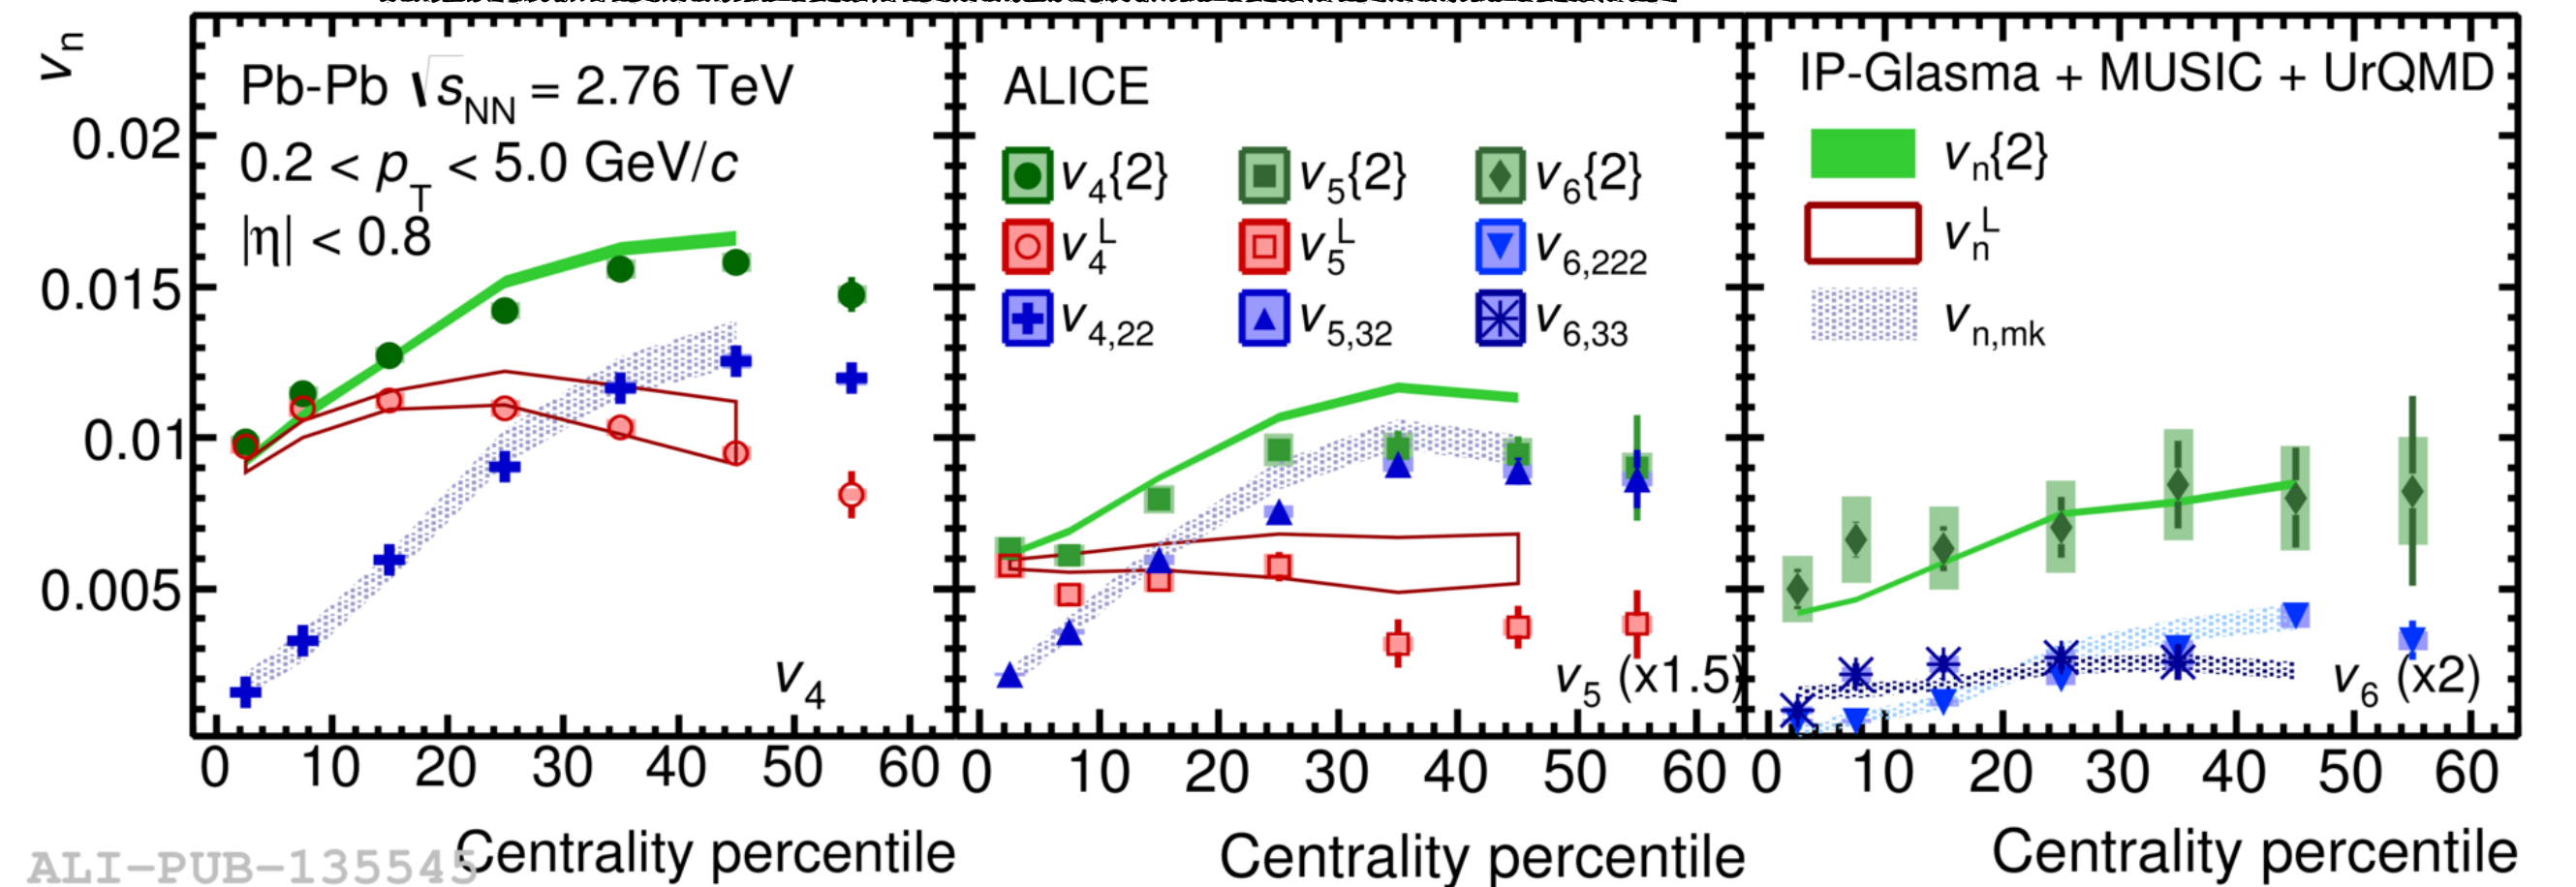 vn
Pb-Pb √sNN = 2.76 TeV
0.2 < pT < 5.0 GeV/c
|η| < 0.8
0.02
0.015
0.01
0.005
v4
0 10 20 30 40 50 60
Centrality percentile
ALICE
v4{2} v5{2} v6{2}
v4L v5L v6,222
v4,22 v5,32 v6,33
v5 (x1.5)
0 10 20 30 40 50 60
Centrality percentile
IP-Glasma + MUSIC + UrQMD
vn{2}
vnL
vn,mk
v6 (x2)
0 10 20 30 40 50 60
Centrality percentile
ALI-PUB-135545